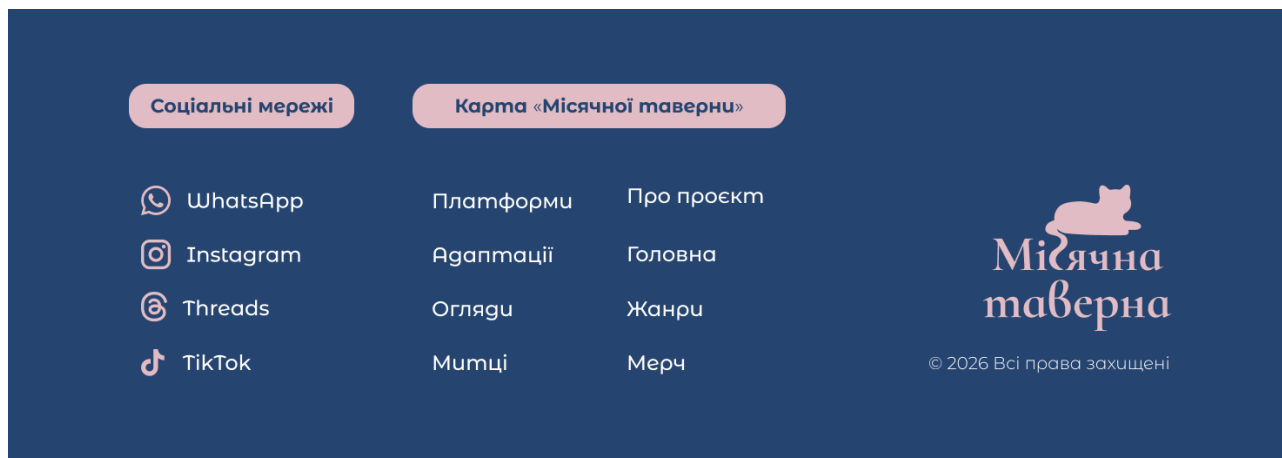 Соціальні мережі
Карта «Місячної таверни»
WhatsApp
Instagram
Threads
TikTok
Платформи
Адаптації
Огляди
Митці
Про проєкт
Головна
Жанри
Мерч
Місячна
таверна
© 2026 Всі права захищені